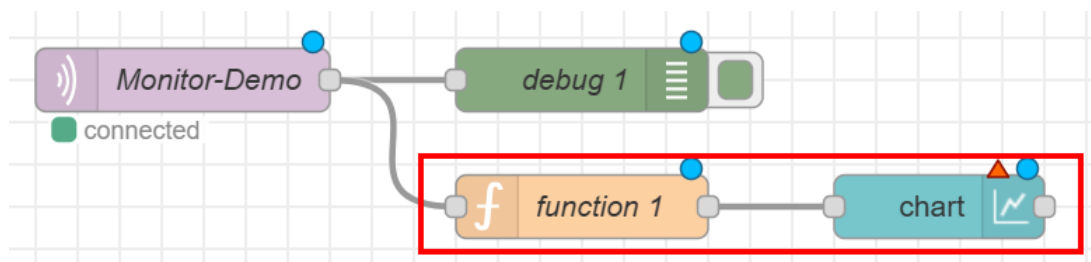 Monitor-Demo
debug 1
connected
function 1
chart